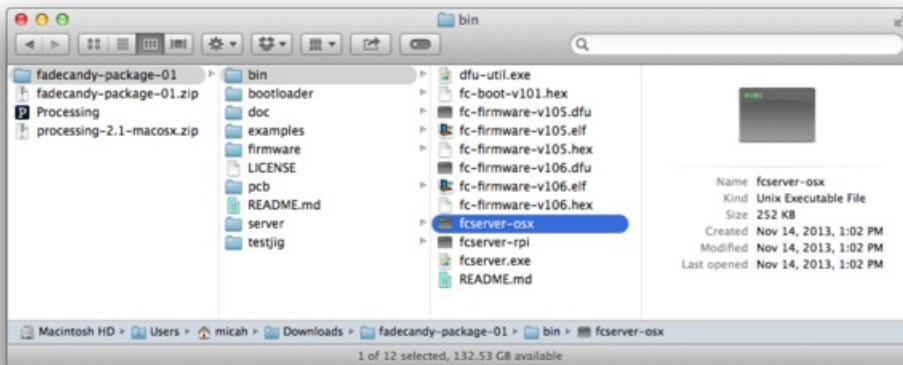 bin
fadecandy-package-01
fadecandy-package-01.zip
Processing
processing-2.1-macosx.zip
bin
bootloader
doc
examples
firmware
LICENSE
pcb
README.md
server
testjig
dfu-util.exe
fc-boot-v101.hex
fc-firmware-v105.dfu
fc-firmware-v105.elf
fc-firmware-v105.hex
fc-firmware-v106.dfu
fc-firmware-v106.elf
fc-firmware-v106.hex
fcserver-osx
fcserver-rpi
fcserver.exe
README.md
exec
Name fcserver-osx
Kind Unix Executable File
Size 252 KB
Created Nov 14, 2013, 1:02 PM
Modified Nov 14, 2013, 1:02 PM
Last opened Nov 14, 2013, 1:02 PM
Macintosh HD ▸ Users ▸ micah ▸ Downloads ▸ fadecandy-package-01 ▸ bin ▸ fcserver-osx
1 of 12 selected, 132.53 GB available